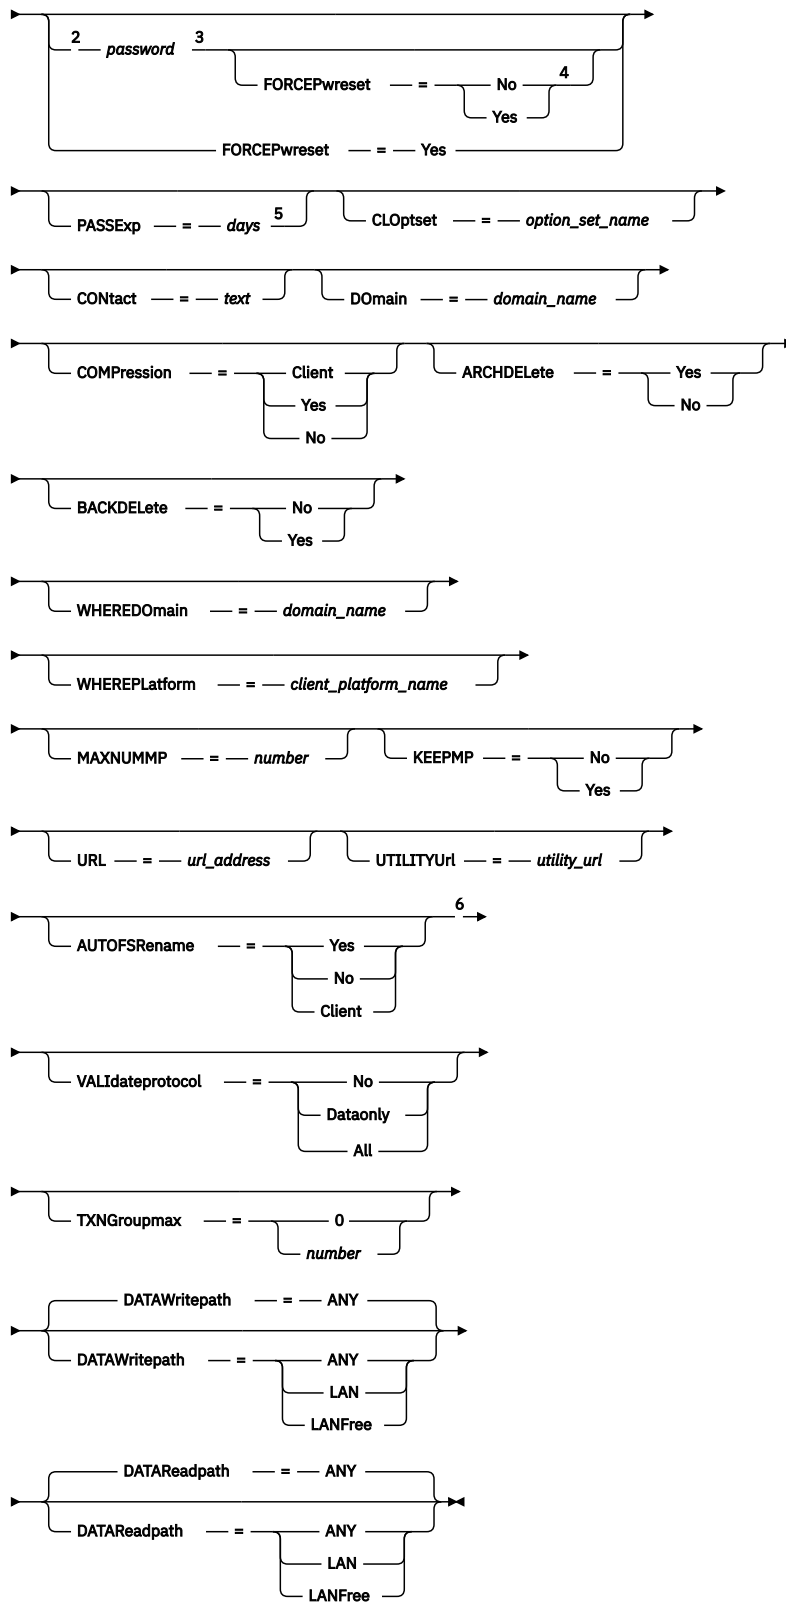 2 password 3
FORCEPwreset = No 4
Yes
FORCEPwreset = Yes
PASSExp = days 5 CLOptset = option_set_name
CONtact = text DOmain = domain_name
COMPression = Client ARCHDELete = Yes
Yes No
No
BACKDELete = No
Yes
WHEREDOmain = domain_name
WHEREPLatform = client_platform_name
MAXNUMMP = number KEEPMP = No
Yes
URL = url_address UTILITYUrl = utility_url
6
AUTOFSRename = Yes
No
Client
VALIdateprotocol = No
Dataonly
All
TXNGroupmax = 0
number
DATAWritepath = ANY
DATAWritepath = ANY
LAN
LANFree
DATAReadpath = ANY
DATAReadpath = ANY
LAN
LANFree